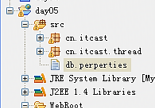 day05
src
cn.itcast
cn.itcast.thread
db.perperties
JRE System Library [My
J2EE 1.4 Libraries
WebRoot